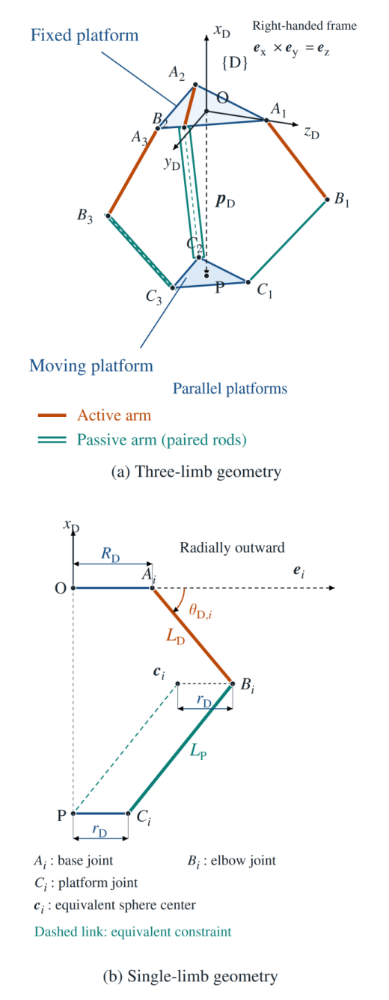 Fixed platform
x_D
Right-handed frame
e_x × e_y = e_z
{D}
A_2
O
A_1
B_2
A_3
z_D
y_D
p_D
B_1
B_3
C_2
P
C_1
C_3
Moving platform
Parallel platforms
Active arm
Passive arm (paired rods)
(a) Three-limb geometry
x_D
R_D
Radially outward
A_i
e_i
O
θ_D,i
L_D
c_i
B_i
r_D
L_P
P
C_i
r_D
A_i : base joint
B_i : elbow joint
C_i : platform joint
c_i : equivalent sphere center
Dashed link: equivalent constraint
(b) Single-limb geometry